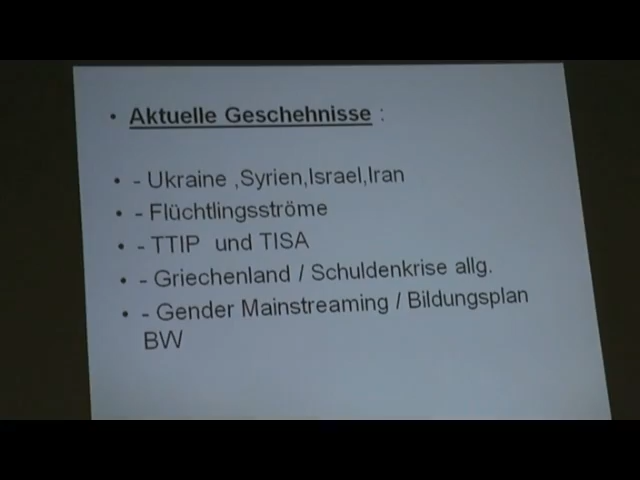 • Aktuelle Geschehnisse :
• - Ukraine ,Syrien,Israel,Iran
• - Flüchtlingsströme
• - TTIP und TISA
• - Griechenland / Schuldenkrise allg.
• - Gender Mainstreaming / Bildungsplan
BW